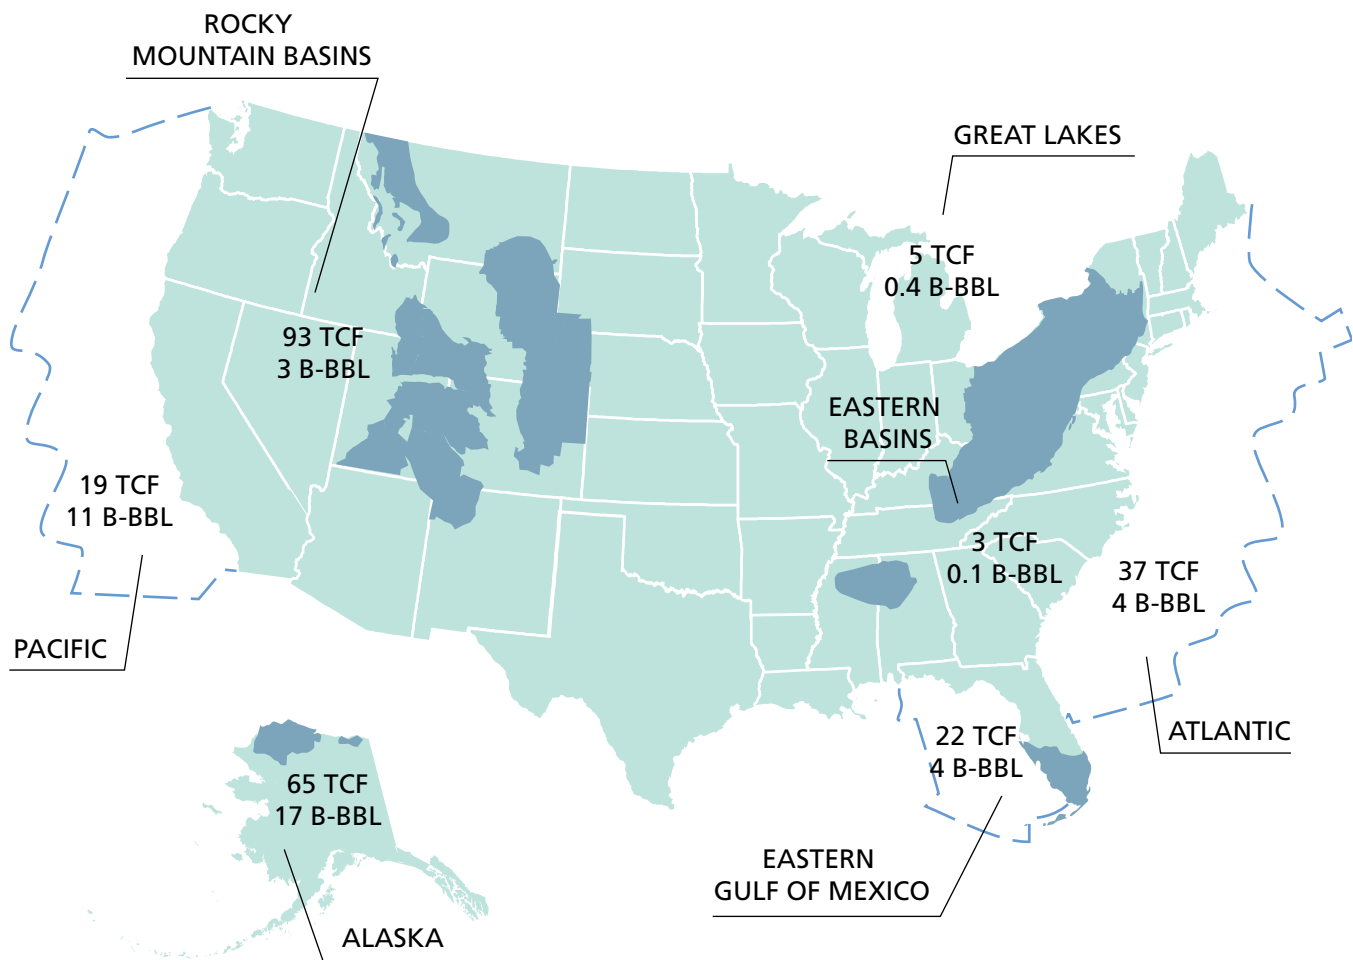 ROCKY
MOUNTAIN BASINS
GREAT LAKES
5 TCF
0.4 B-BBL
93 TCF
3 B-BBL
EASTERN
BASINS
19 TCF
11 B-BBL
3 TCF
0.1 B-BBL
37 TCF
4 B-BBL
PACIFIC
ATLANTIC
22 TCF
4 B-BBL
65 TCF
17 B-BBL
EASTERN
GULF OF MEXICO
ALASKA